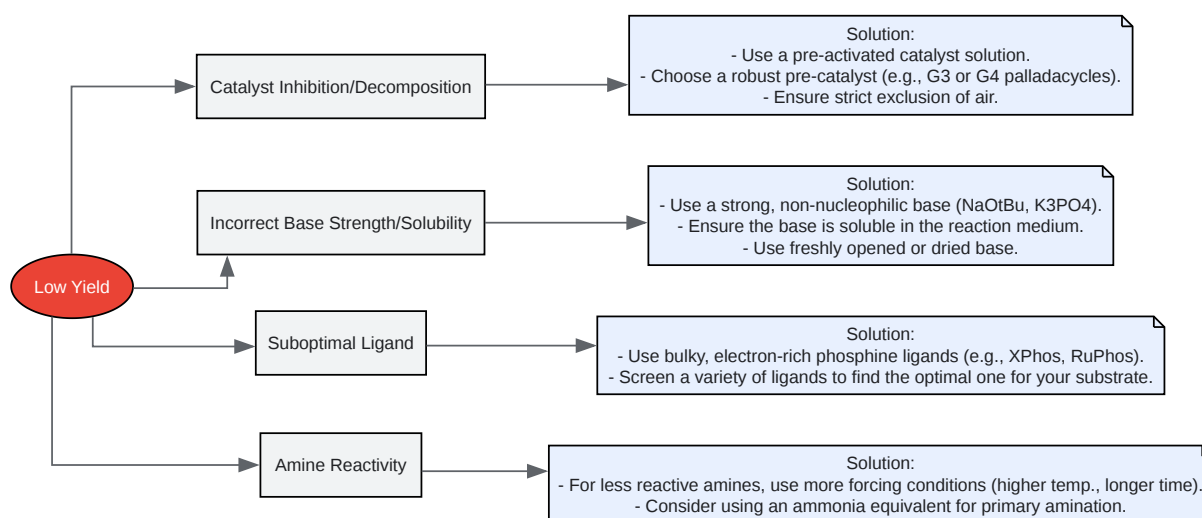 Low Yield
Catalyst Inhibition/Decomposition
Solution:
- Use a pre-activated catalyst solution.
- Choose a robust pre-catalyst (e.g., G3 or G4 palladacycles).
- Ensure strict exclusion of air.
Incorrect Base Strength/Solubility
Solution:
- Use a strong, non-nucleophilic base (NaOtBu, K3PO4).
- Ensure the base is soluble in the reaction medium.
- Use freshly opened or dried base.
Suboptimal Ligand
Solution:
- Use bulky, electron-rich phosphine ligands (e.g., XPhos, RuPhos).
- Screen a variety of ligands to find the optimal one for your substrate.
Amine Reactivity
Solution:
- For less reactive amines, use more forcing conditions (higher temp., longer time).
- Consider using an ammonia equivalent for primary amination.